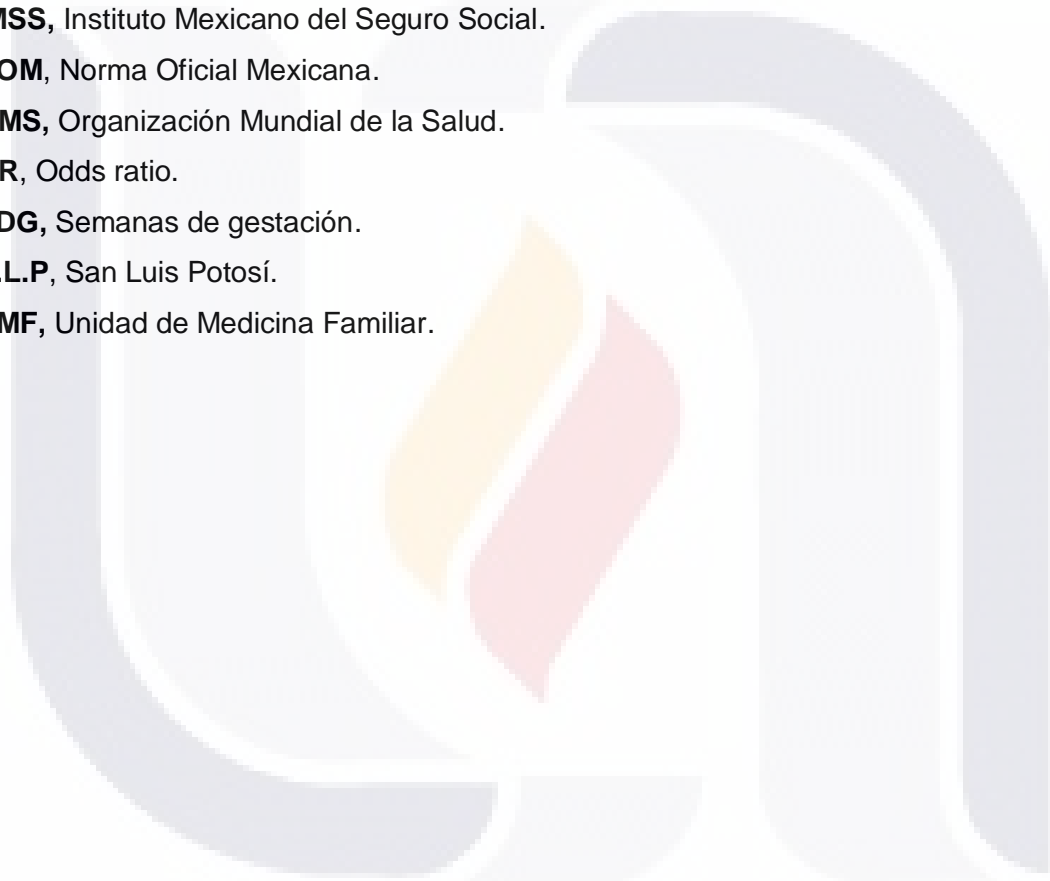 MSS, Instituto Mexicano del Seguro Social.
OM, Norma Oficial Mexicana.
MS, Organización Mundial de la Salud.
R, Odds ratio.
DG, Semanas de gestación.
.L.P, San Luis Potosí.
MF, Unidad de Medicina Familiar.